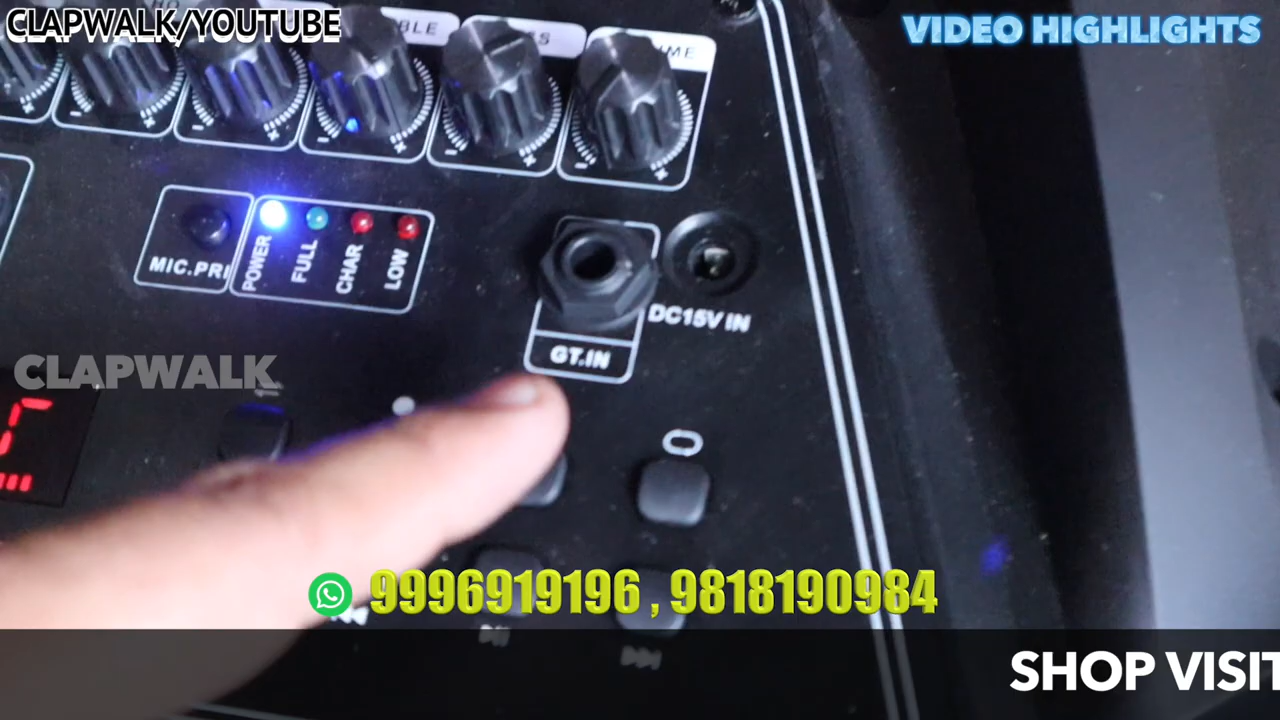 CLAPWALK/YOUTUBE
VIDEO HIGHLIGHTS
MIC.PRI
POWER
FULL
CHAR
LOW
DC15V IN
GT.IN
CLAPWALK
9996919196 , 9818190984
SHOP VISIT